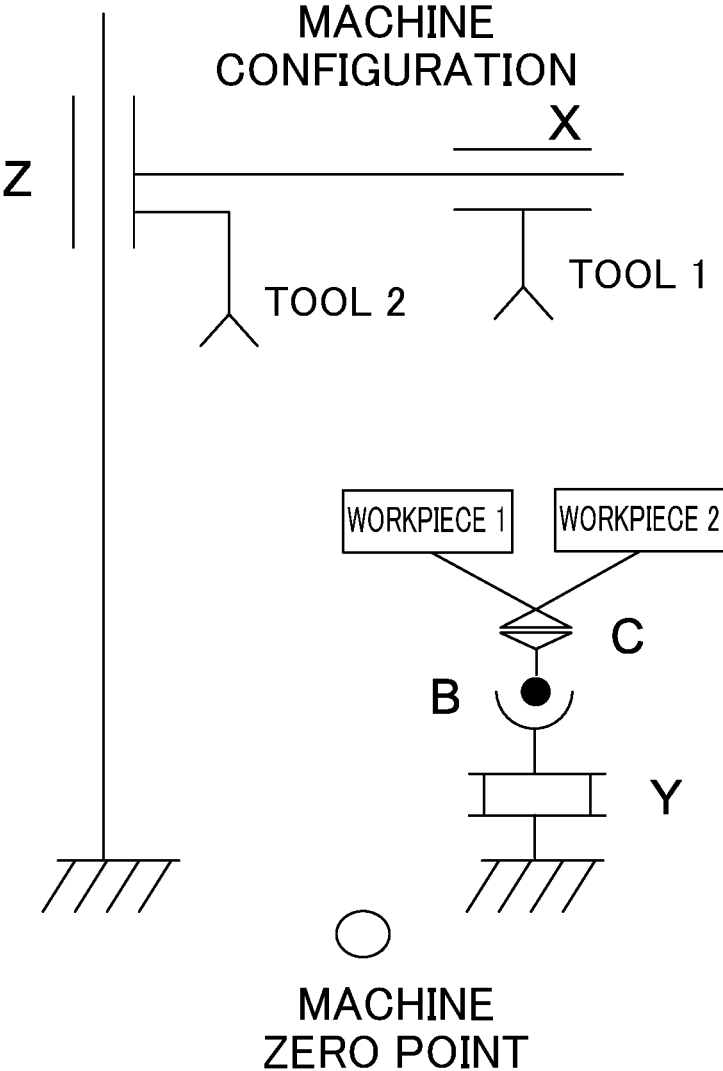 MACHINE
CONFIGURATION
X
Z
TOOL 1
TOOL 2
WORKPIECE 1
WORKPIECE 2
C
B
Y
MACHINE
ZERO POINT